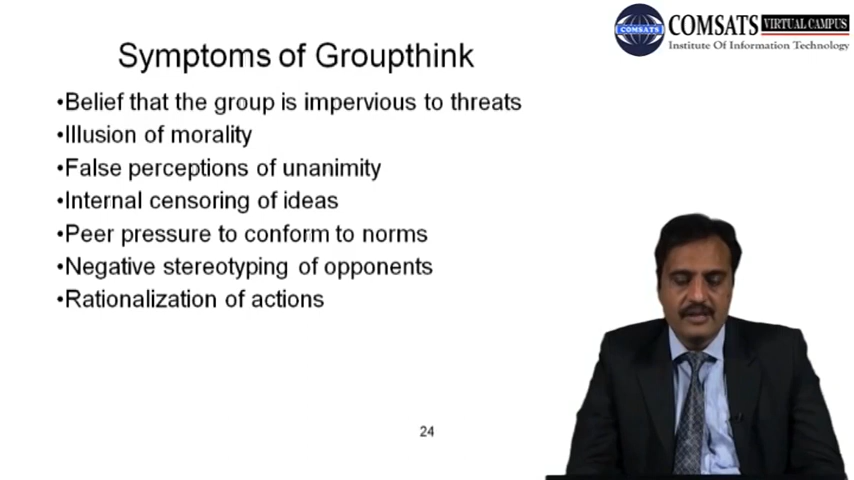 COMSATS VIRTUAL CAMPUS
COMSATS
Institute Of Information Technology
Symptoms of Groupthink
•Belief that the group is impervious to threats
•Illusion of morality
•False perceptions of unanimity
•Internal censoring of ideas
•Peer pressure to conform to norms
•Negative stereotyping of opponents
•Rationalization of actions
24